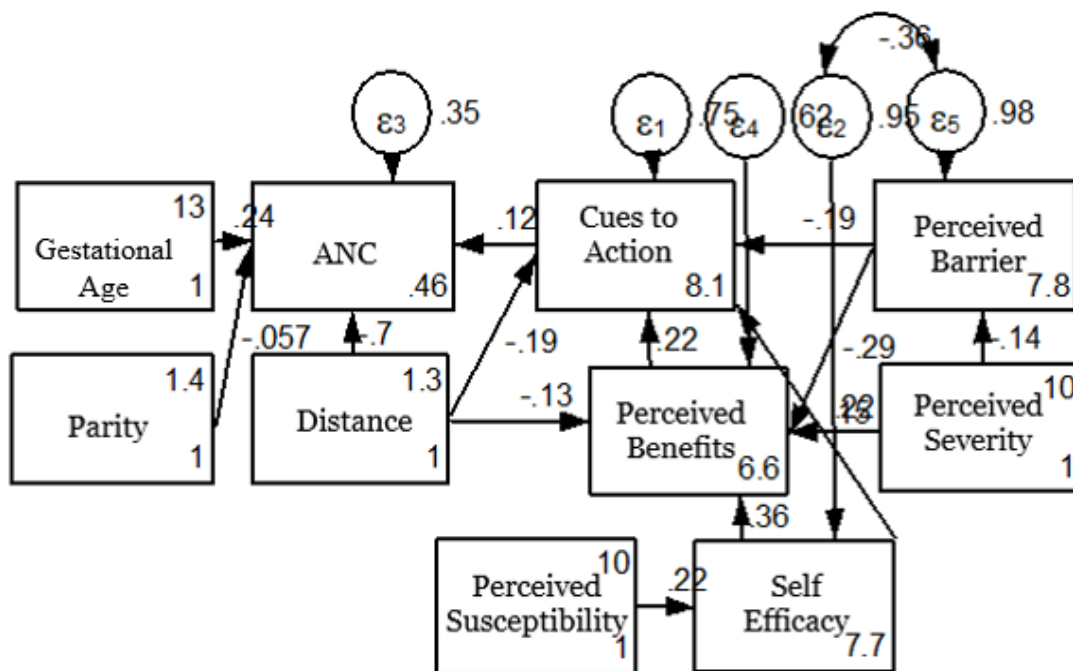 -.36
ε3 .35
ε1 .75
ε4 .62
ε2 .95
ε5 .98
13
Gestational
Age
1
.24
ANC
.46
.12
Cues to
Action
8.1
-.19
Perceived
Barrier
7.8
-.057
-.7
-.19
.22
-.29
-.14
1.4
Parity
1
1.3
Distance
1
-.13
Perceived
Benefits
6.6
.22
.15
10
Perceived
Severity
1
.36
10
Perceived
Susceptibility
1
.22
Self
Efficacy
7.7